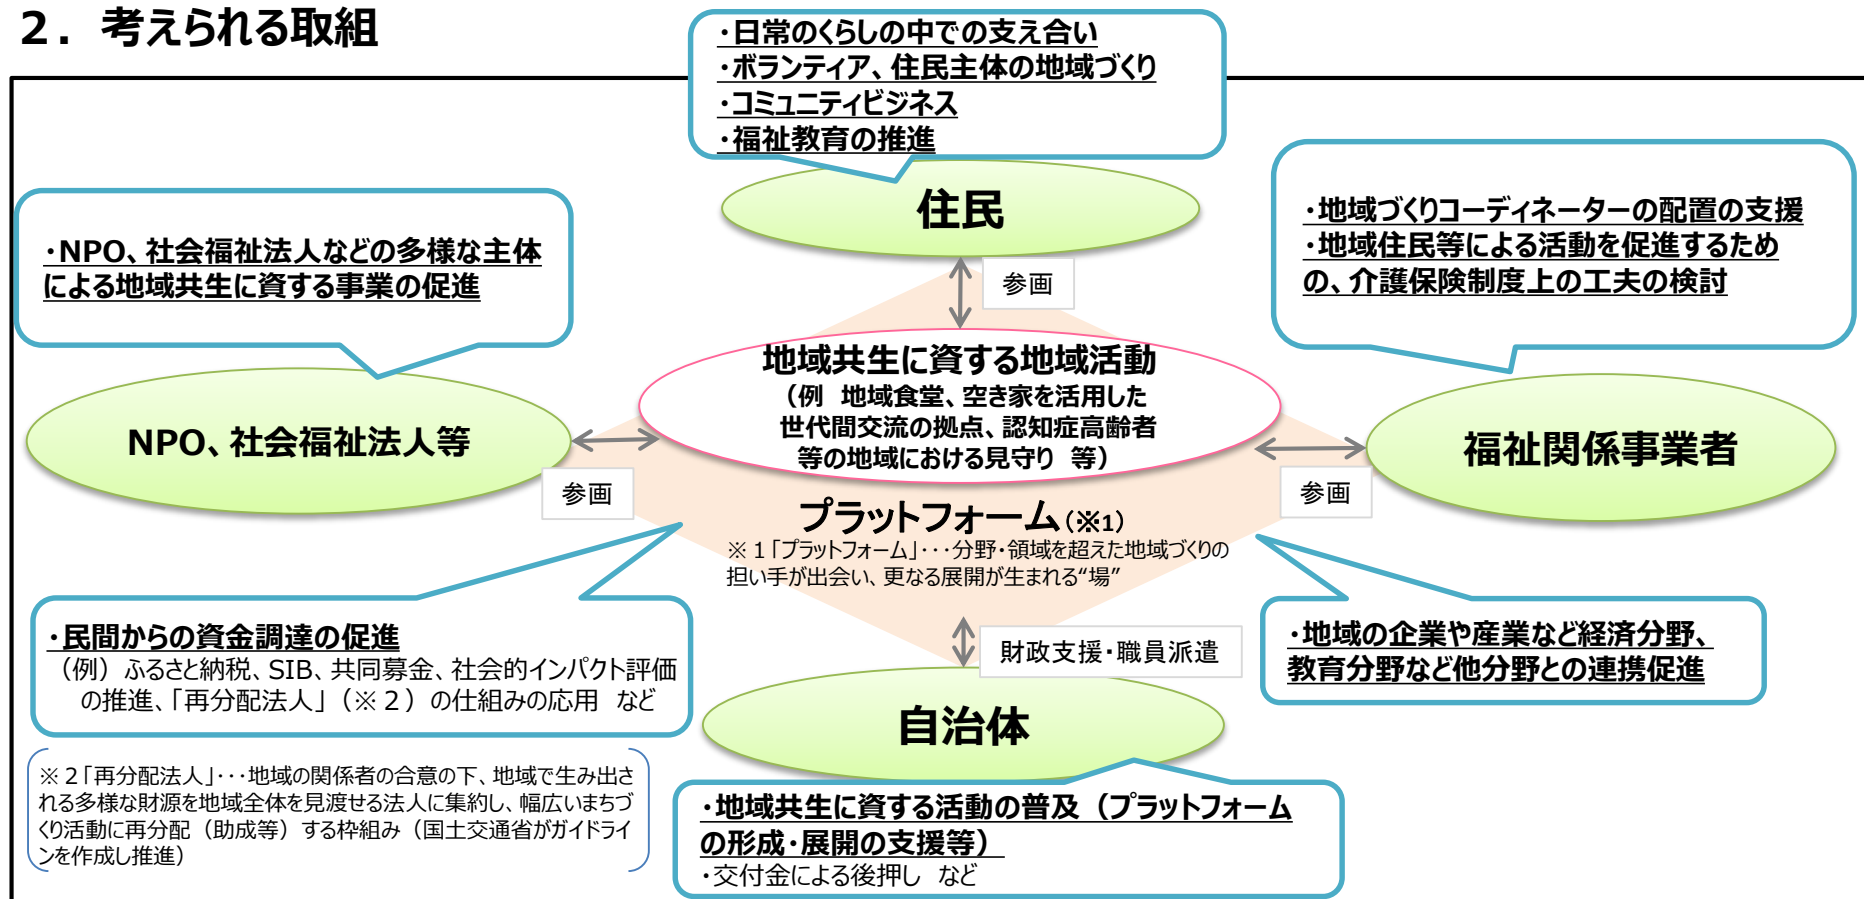 ２．考えられる取組
・日常のくらしの中での支え合い
・ボランティア、住民主体の地域づくり
・コミュニティビジネス
・福祉教育の推進
住民
・NPO、社会福祉法人などの多様な主体
による地域共生に資する事業の促進
・地域づくりコーディネーターの配置の支援
・地域住民等による活動を促進するため
の、介護保険制度上の工夫の検討
参画
地域共生に資する地域活動
（例　地域食堂、空き家を活用した
世代間交流の拠点、認知症高齢者
等の地域における見守り　等）
NPO、社会福祉法人等
福祉関係事業者
参画
参画
プラットフォーム（※1）
※１「プラットフォーム」・・・分野・領域を超えた地域づくりの
担い手が出会い、更なる展開が生まれる“場”
・民間からの資金調達の促進
（例）ふるさと納税、SIB、共同募金、社会的インパクト評価
の推進、「再分配法人」（※２）の仕組みの応用　など
財政支援・職員派遣
・地域の企業や産業など経済分野、
教育分野など他分野との連携促進
自治体
※２「再分配法人」・・・地域の関係者の合意の下、地域で生み出さ
れる多様な財源を地域全体を見渡せる法人に集約し、幅広いまちづ
くり活動に再分配（助成等）する枠組み（国土交通省がガイドライ
ンを作成し推進）
・地域共生に資する活動の普及（プラットフォーム
の形成・展開の支援等）
・交付金による後押し　など